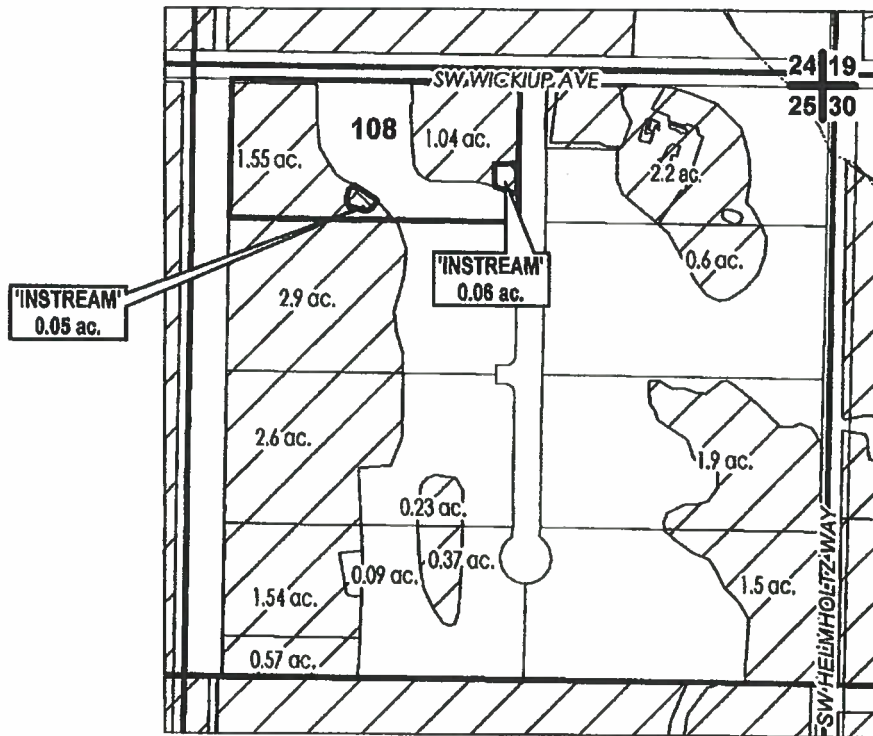 SW WICKIUP AVE
24 19
25 30
108
1.04 ac.
1.55 ac.
2.2 ac.
'INSTREAM'
0.05 ac.
'INSTREAM'
0.06 ac.
0.6 ac.
2.9 ac.
2.6 ac.
1.9 ac.
0.23 ac.
0.37 ac.
0.09 ac.
1.54 ac.
1.5 ac.
0.57 ac.
SW HELMHOLTZ WAY